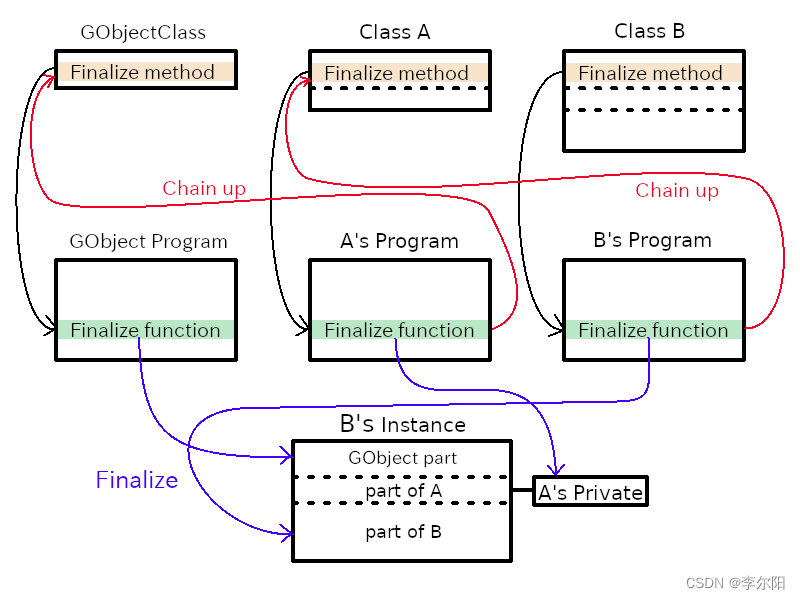 GObjectClass
Class A
Class B
Finalize method
Finalize method
Finalize method
Chain up
Chain up
GObject Program
A's Program
B's Program
Finalize function
Finalize function
Finalize function
B's Instance
GObject part
Finalize
part of A
A's Private
part of B
CSDN @李尔阳